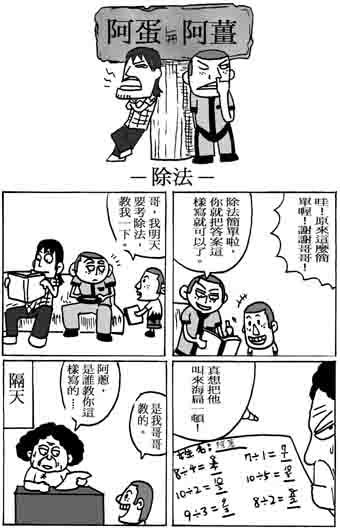 阿蛋
阿薑
－除法－
哥，我明天
要考除法，
教我一下。
除法簡單啦，
你就把答案這
樣寫就可以了。
哇！原來這麼簡
單喔！謝謝哥哥！
隔天
阿蔥，
是誰教你這
樣寫的…
是我哥哥
教的。
真想把他
叫來海扁一頓！
姓名：
8÷4=
10÷2=
9÷3=
7÷1=
10÷5=
8÷2=